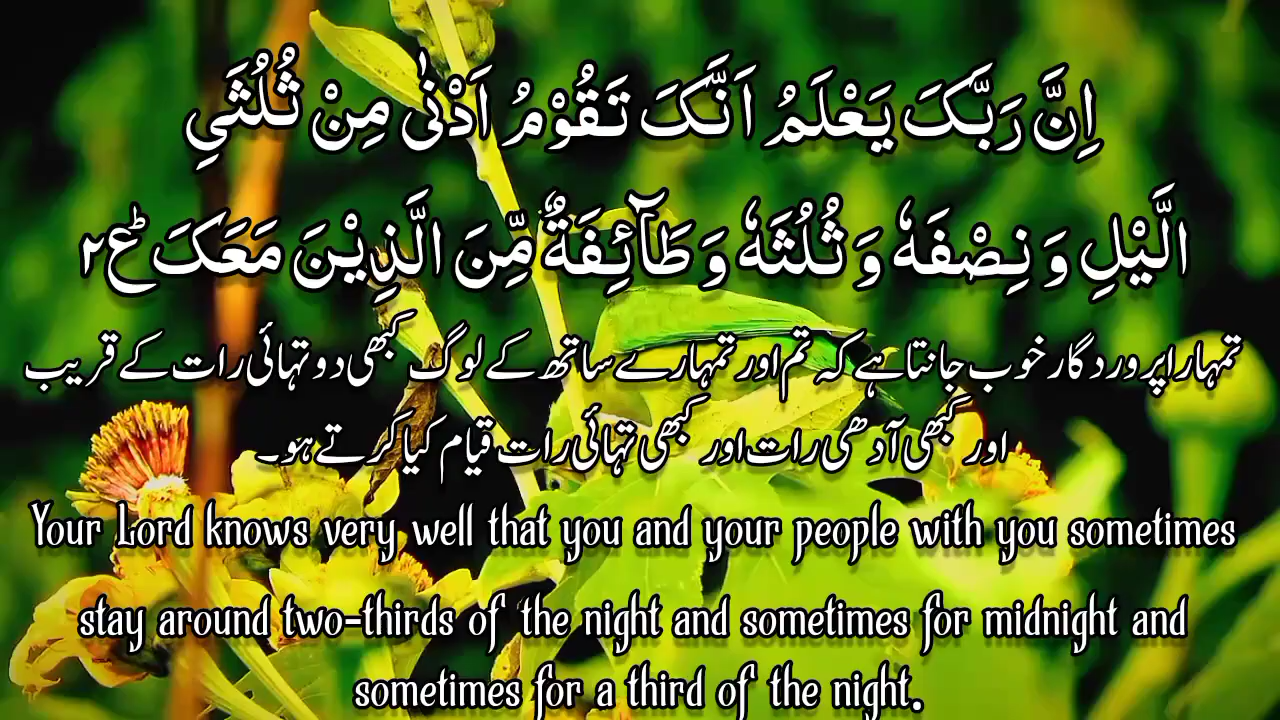 اِنَّ رَبَّکَ یَعْلَمُ اَنَّکَ تَقُوْمُ اَدْنٰی مِنْ ثُلُثَیِ
الَّیْلِ وَ نِصْفَہٗ وَ ثُلُثَہٗ وَ طَآئِفَۃٌ مِّنَ الَّذِیْنَ مَعَکَ ؕ ع۲
تمہارا پروردگار خوب جانتا ہے کہ تم اور تمہارے ساتھ کے لوگ کبھی دو تہائی رات کے قریب
اور کبھی آدھی رات اور کبھی تہائی رات قیام کیا کرتے ہو۔
Your Lord knows very well that you and your people with you sometimes
stay around two-thirds of the night and sometimes for midnight and
sometimes for a third of the night.